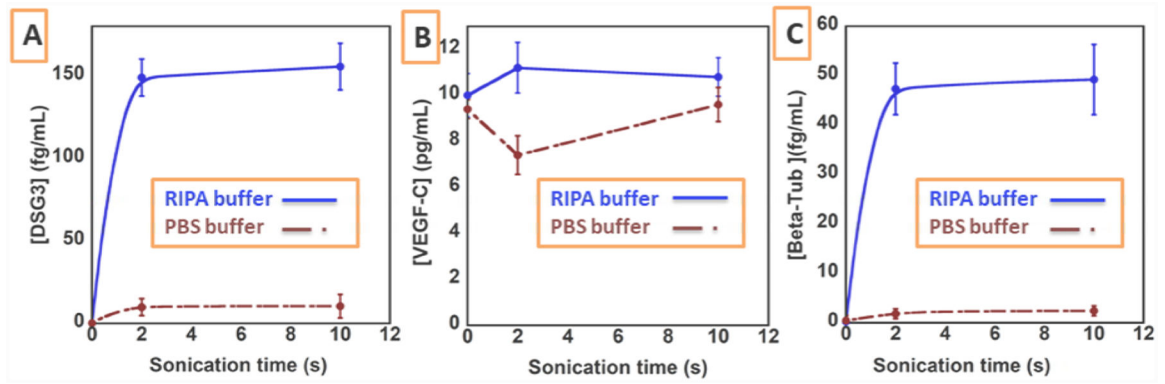 A
[DSG3] (fg/mL)
150
100
50
0
0 2 4 6 8 10 12
Sonication time (s)
RIPA buffer
PBS buffer
B
[VEGF-C] (pg/mL)
12
10
8
6
4
2
0
0 2 4 6 8 10 12
Sonication time (s)
RIPA buffer
PBS buffer
C
[Beta-Tub ](fg/mL)
60
50
40
30
20
10
0
0 2 4 6 8 10 12
Sonication time (s)
RIPA buffer
PBS buffer